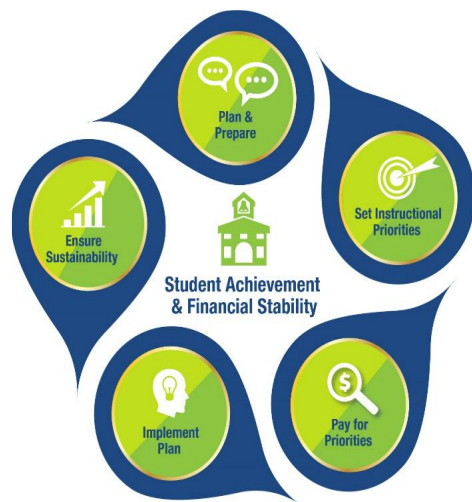 Plan &
Prepare
Set Instructional
Priorities
$
Pay for
Priorities
Implement
Plan
Ensure
Sustainability
Student Achievement
& Financial Stability